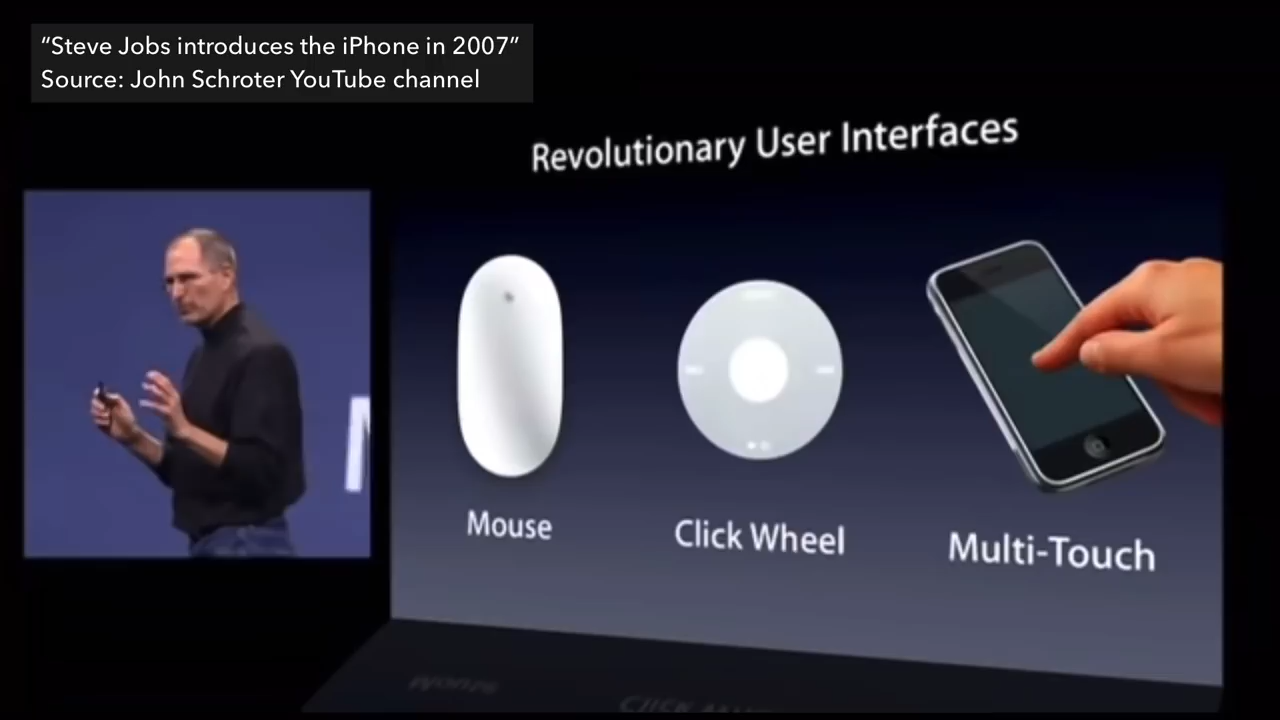 “Steve Jobs introduces the iPhone in 2007”
Source: John Schroter YouTube channel
Revolutionary User Interfaces
Mouse
Click Wheel
Multi-Touch